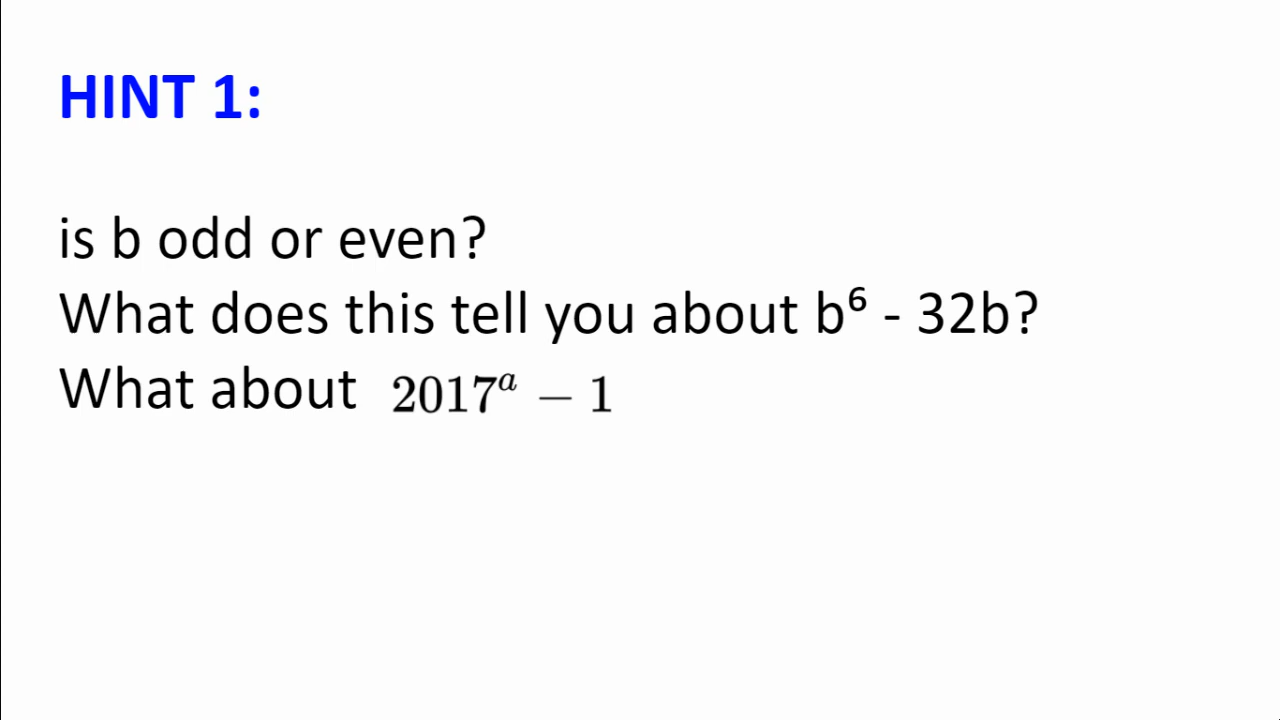 HINT 1:
is b odd or even?
What does this tell you about b⁶ - 32b?
What about 2017ᵃ − 1